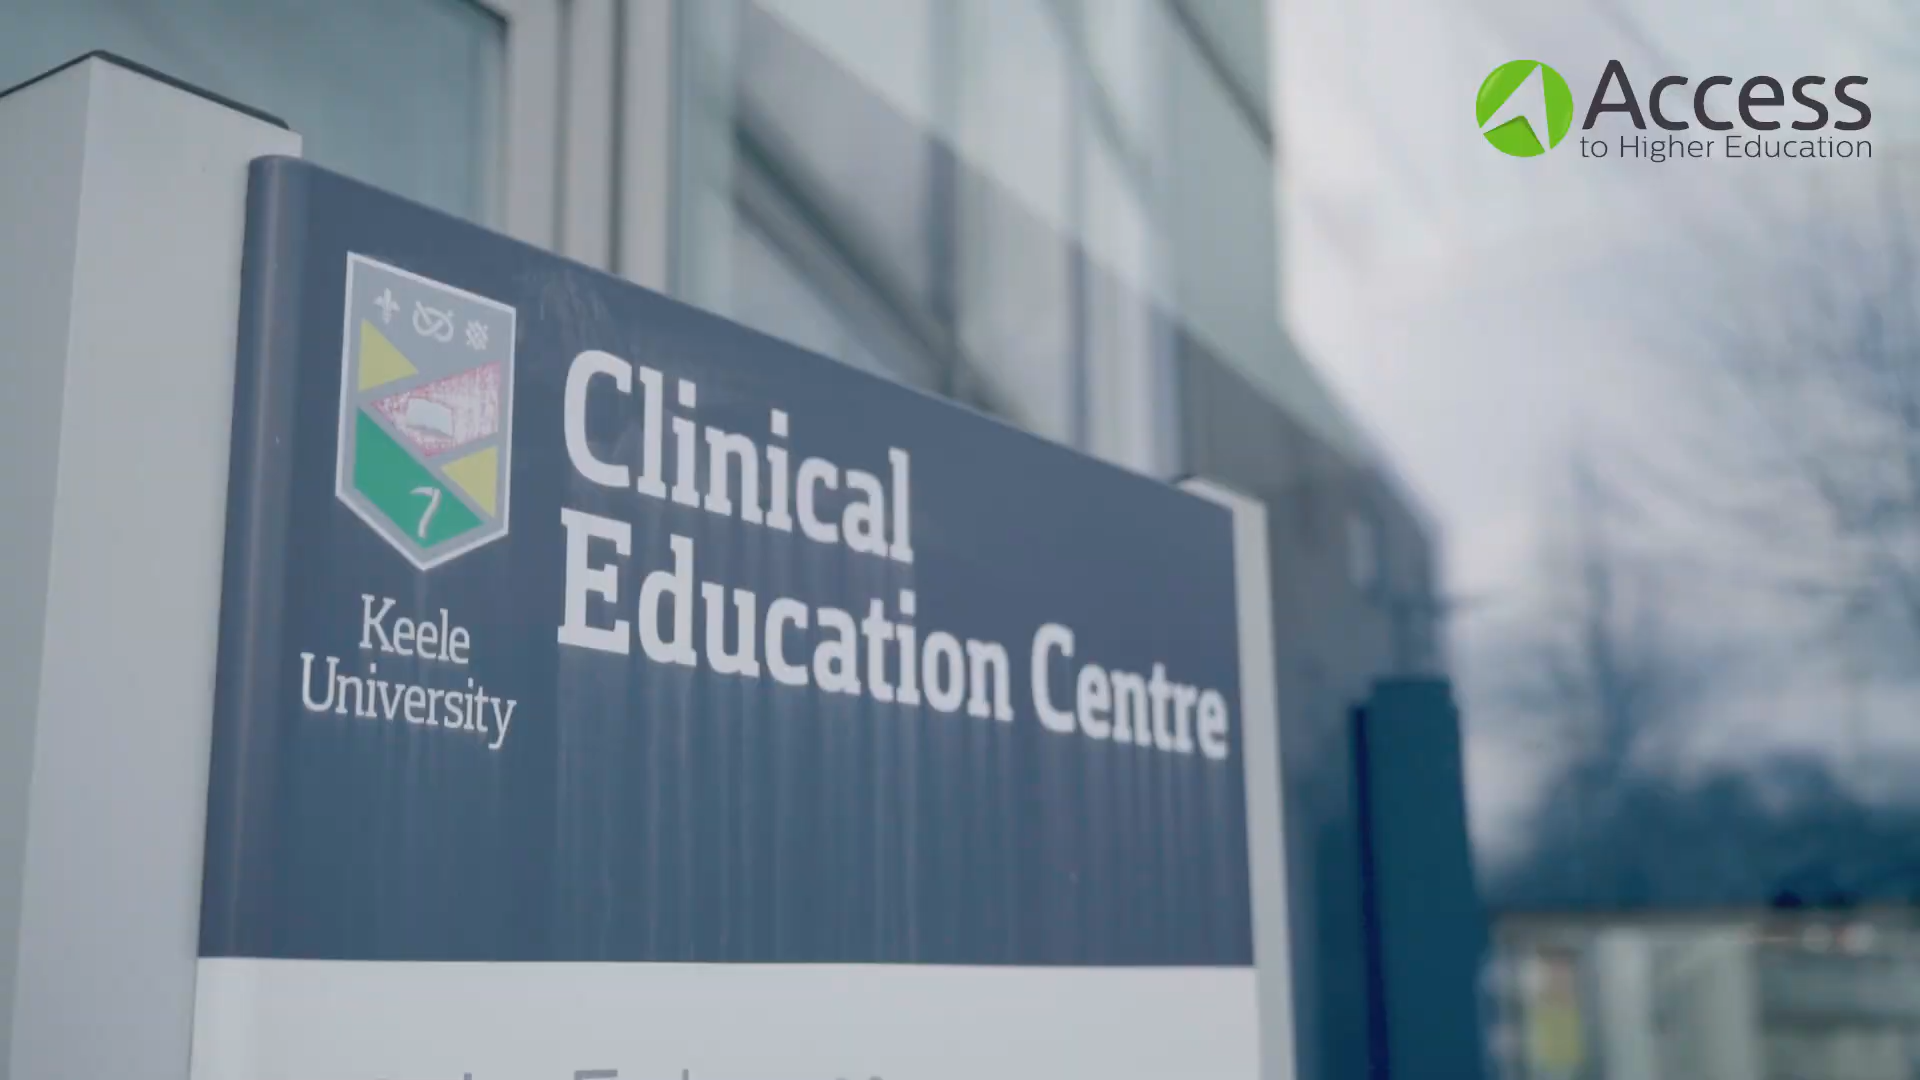 Access
to Higher Education
Clinical
Education Centre
Keele
University